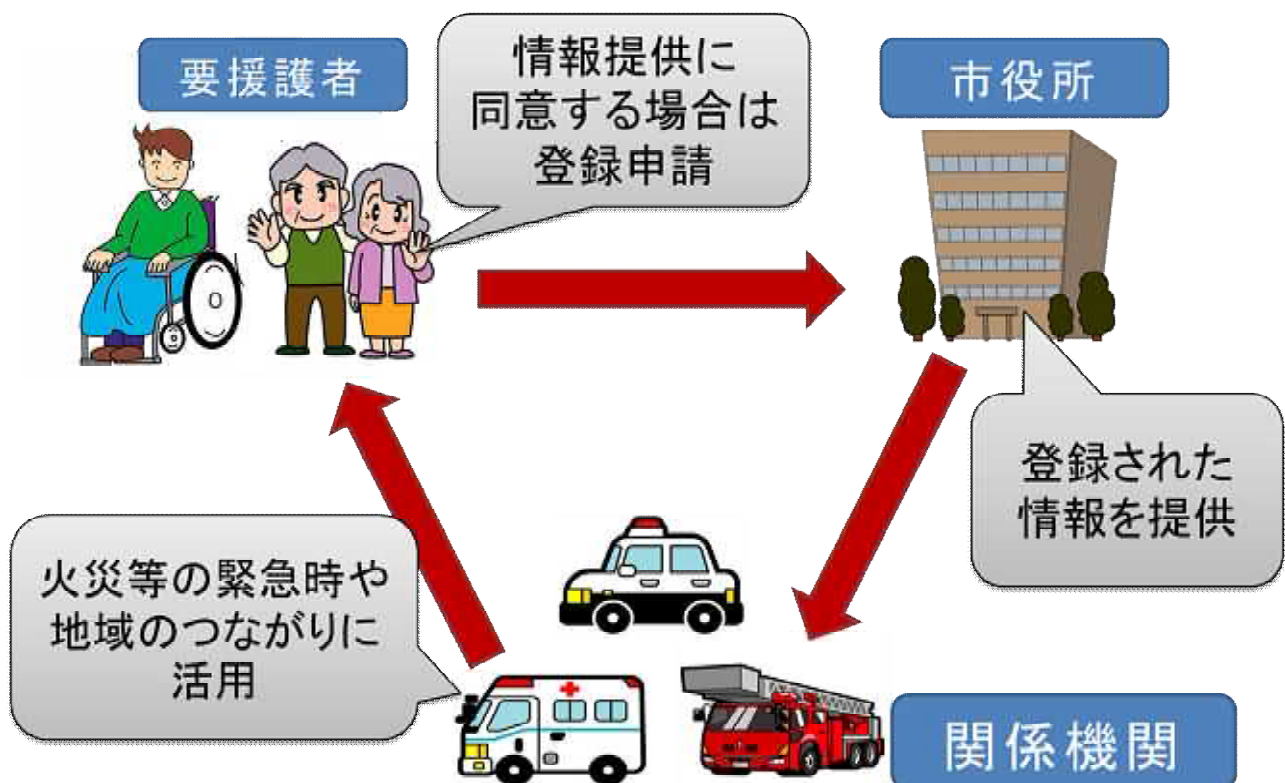 要援護者
情報提供に
同意する場合は
登録申請
市役所
登録された
情報を提供
火災等の緊急時や
地域のつながりに
活用
関係機関